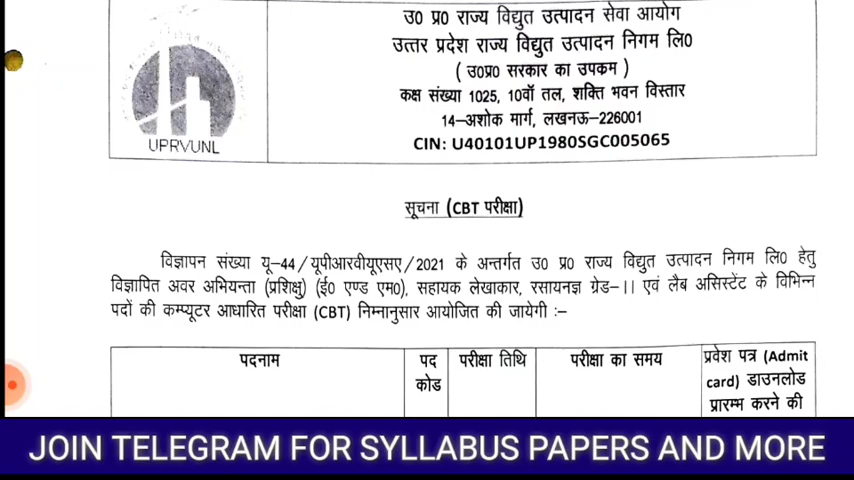 उ0 प्र0 राज्य विद्युत उत्पादन सेवा आयोग
उत्तर प्रदेश राज्य विद्युत उत्पादन निगम लि0
( उ0प्र0 सरकार का उपकम )
कक्ष संख्या 1025, 10वॉ तल, शक्ति भवन विस्तार
14–अशोक मार्ग, लखनऊ–226001
CIN: U40101UP1980SGC005065
UPRVUNL
सूचना (CBT परीक्षा)
विज्ञापन संख्या यू–44/यूपीआरवीयूएसए/2021 के अन्तर्गत उ0 प्र0 राज्य विद्युत उत्पादन निगम लि0 हेतु
विज्ञापित अवर अभियन्ता (प्रशिक्षु) (ई0 एण्ड एम0), सहायक लेखाकार, रसायनज्ञ ग्रेड–II एवं लैब असिस्टेंट के विभिन्न
पदों की कम्प्यूटर आधारित परीक्षा (CBT) निम्नानुसार आयोजित की जायेगी :–
पदनाम
पद
कोड
परीक्षा तिथि
परीक्षा का समय
प्रवेश पत्र (Admit
card) डाउनलोड
प्रारम्भ करने की
JOIN TELEGRAM FOR SYLLABUS PAPERS AND MORE